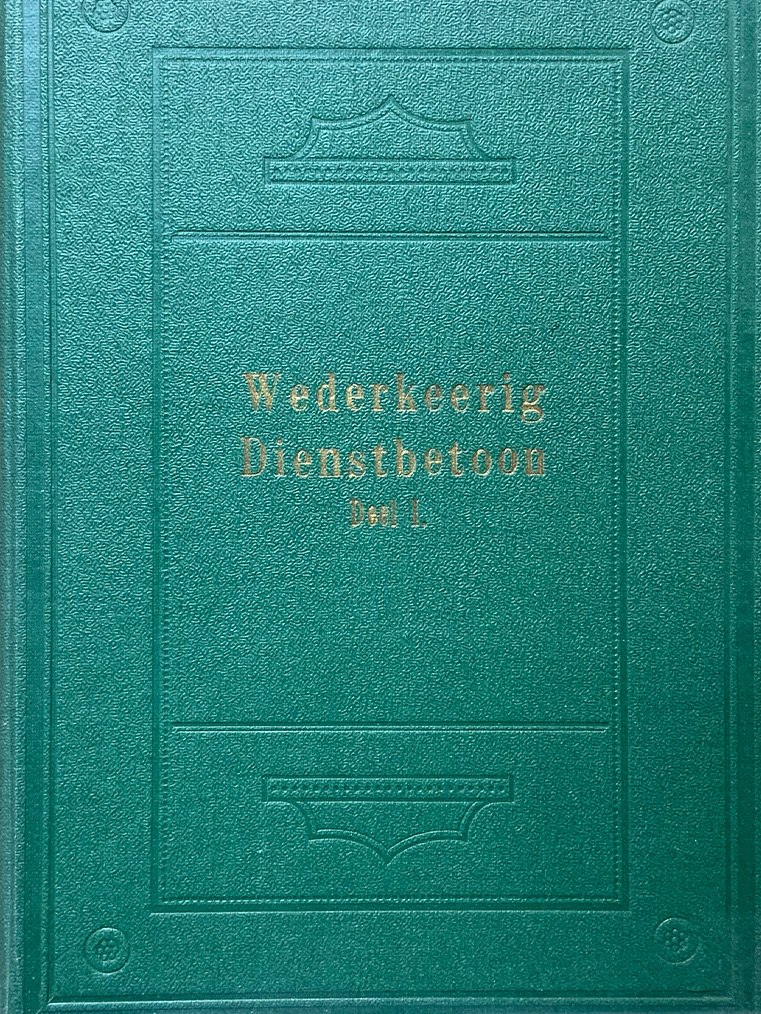 Wederkeerig
Dienstbetoon
Deel I.